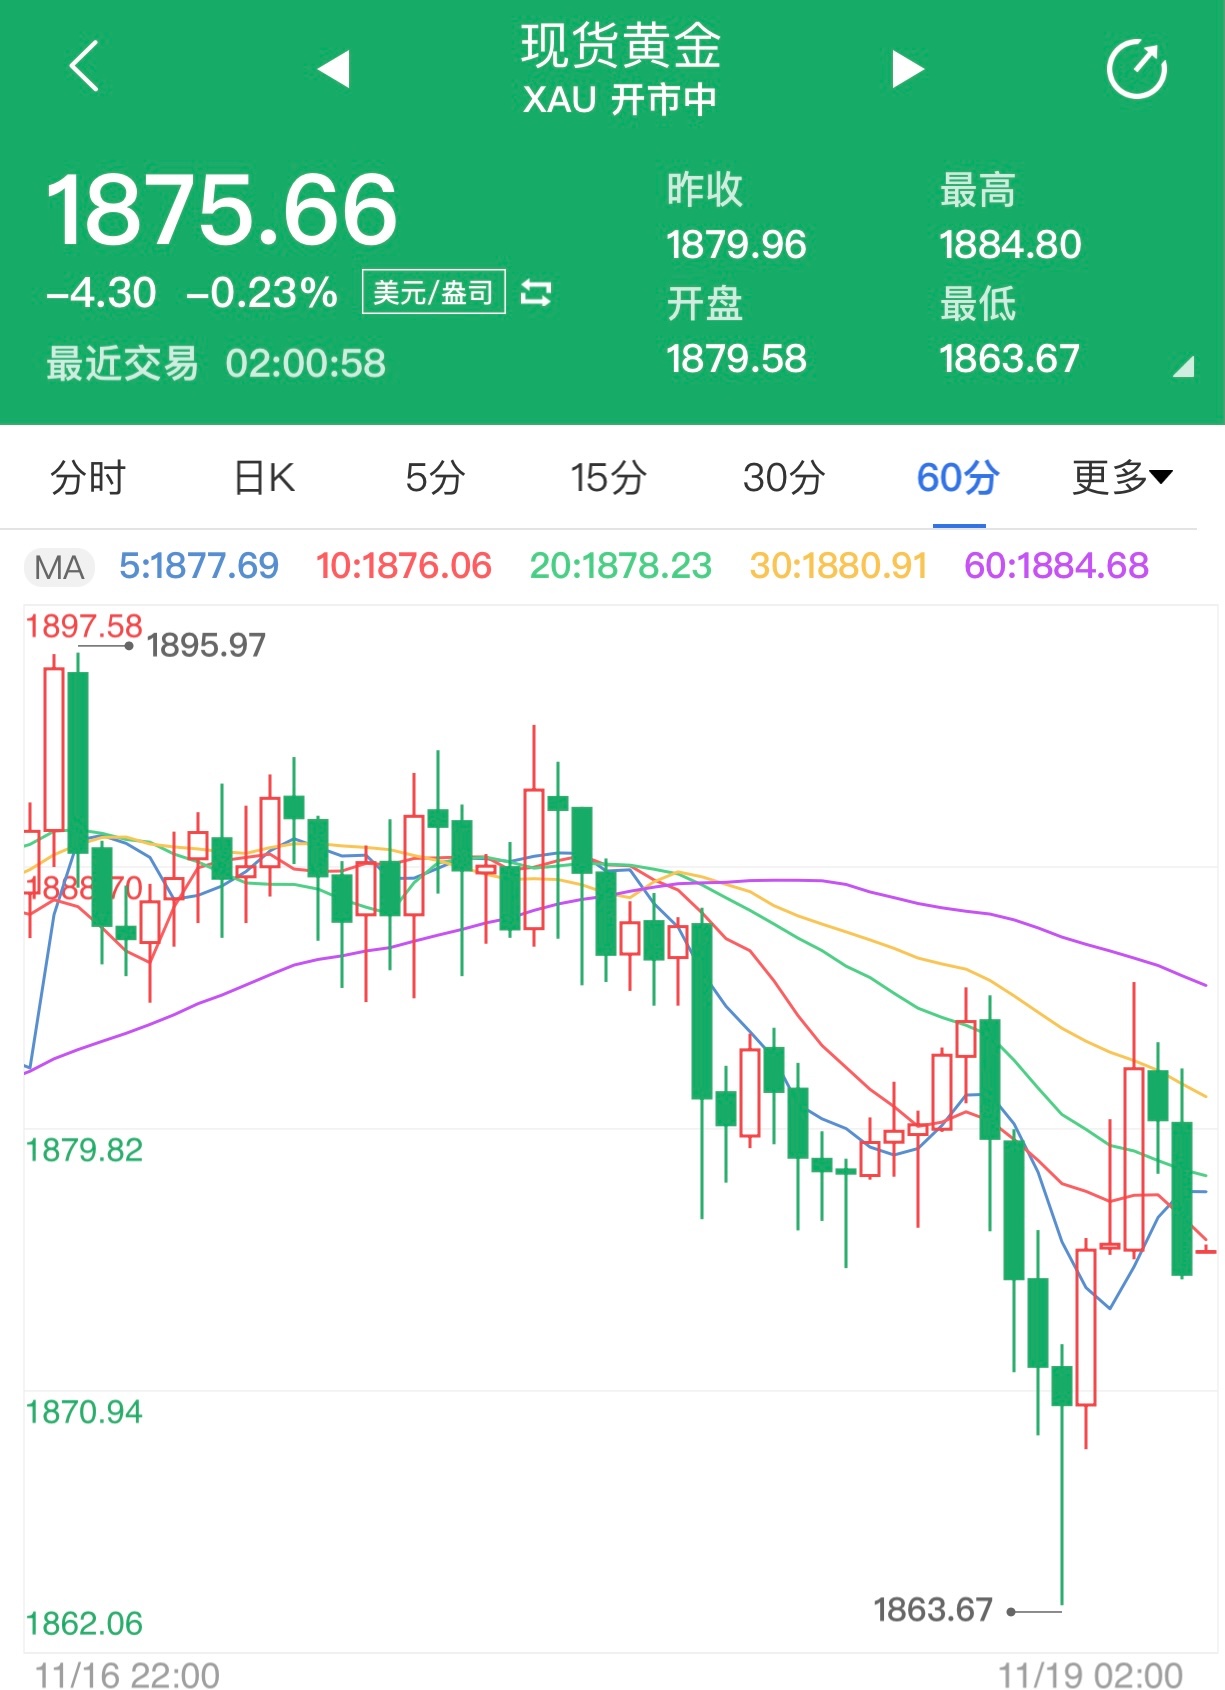 现货黄金
XAU 开市中
1875.66
-4.30 -0.23% 美元/盎司
最近交易 02:00:58
昨收 最高
1879.96 1884.80
开盘 最低
1879.58 1863.67
分时 日K 5分 15分 30分 60分 更多
MA 5:1877.69 10:1876.06 20:1878.23 30:1880.91 60:1884.68
1897.58
1895.97
1888.70
1879.82
1870.94
1863.67
1862.06
11/16 22:00 11/19 02:00